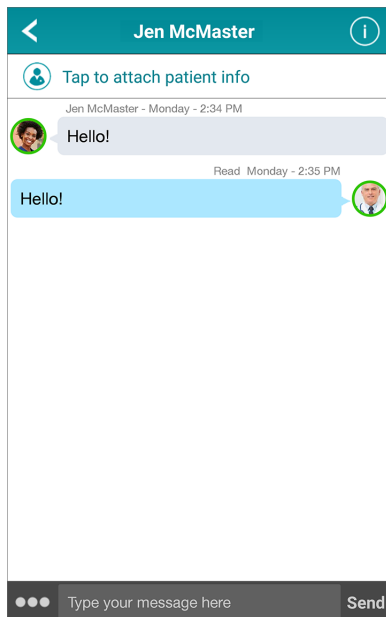 Jen McMaster
i
Tap to attach patient info
Jen McMaster - Monday - 2:34 PM
Hello!
Read Monday - 2:35 PM
Hello!
Type your message here
Send